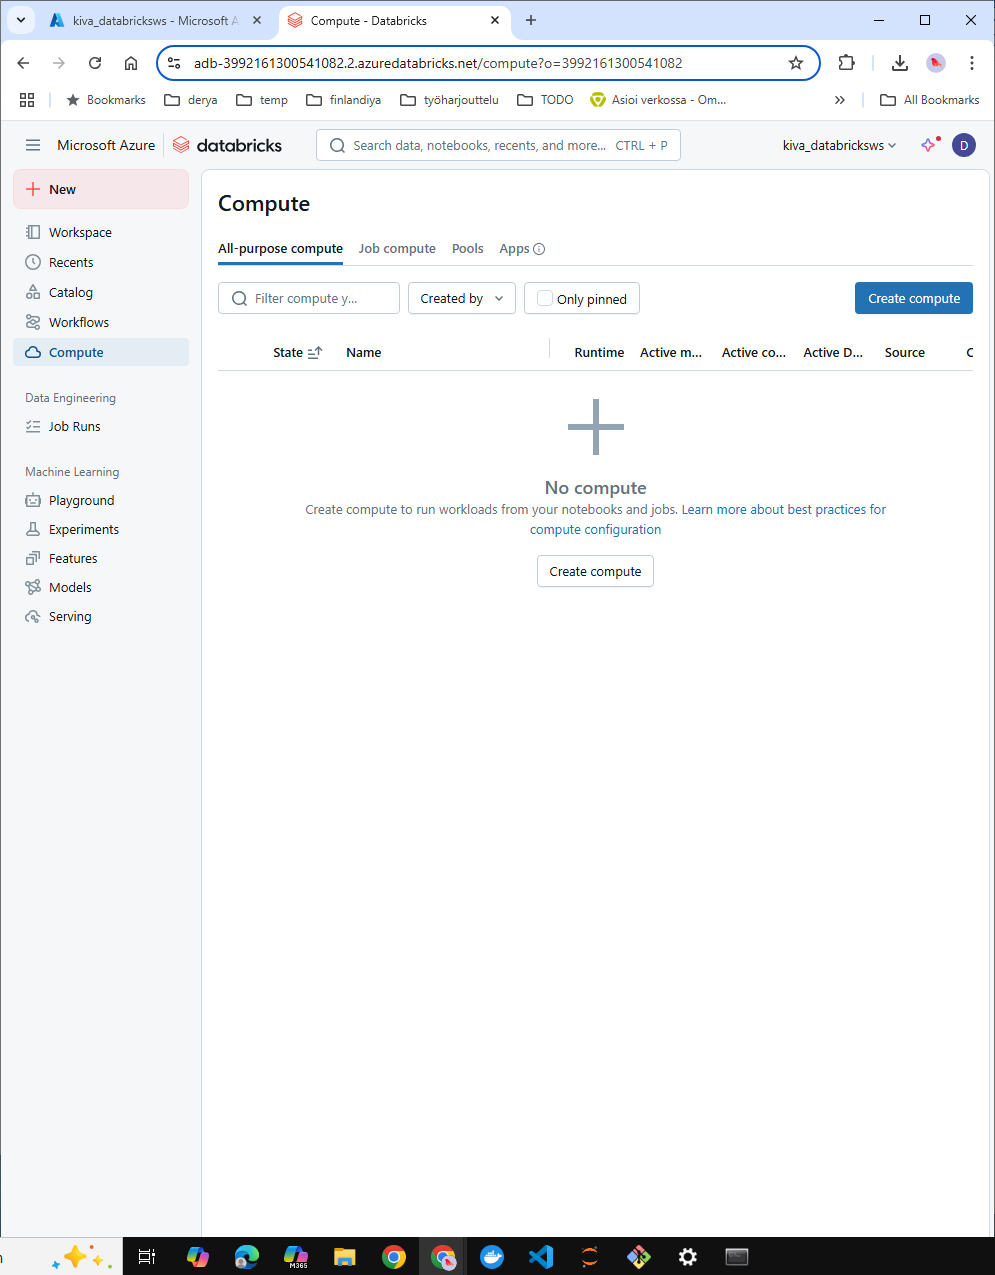 kiva_databricksws - Microsoft A
Compute - Databricks
adb-3992161300541082.2.azuredatabricks.net/compute?o=3992161300541082
Bookmarks
derya
temp
finlandiya
työharjouttelu
TODO
Asioi verkossa - Om...
All Bookmarks
Microsoft Azure
databricks
Search data, notebooks, recents, and more...
CTRL + P
kiva_databricksws
D
New
Workspace
Recents
Catalog
Workflows
Compute
Data Engineering
Job Runs
Machine Learning
Playground
Experiments
Features
Models
Serving
Compute
All-purpose compute
Job compute
Pools
Apps
Filter compute y...
Created by
Only pinned
Create compute
State
Name
Runtime
Active m...
Active co...
Active D...
Source
No compute
Create compute to run workloads from your notebooks and jobs. Learn more about best practices for
compute configuration
Create compute
M365